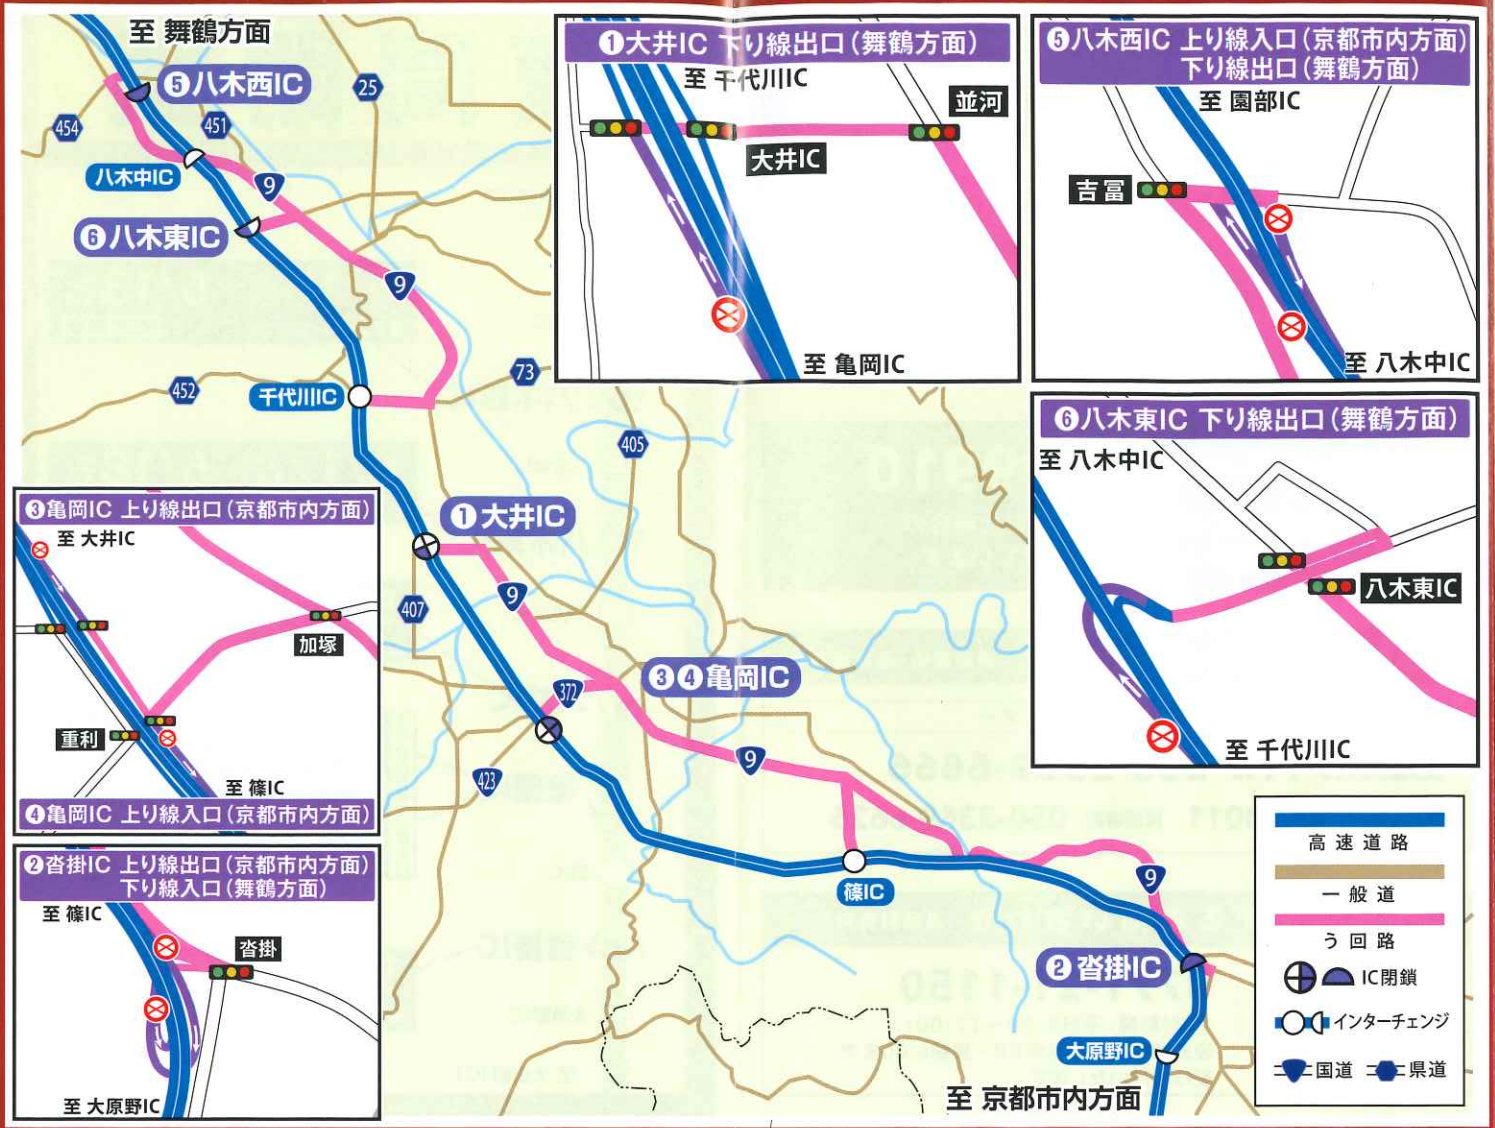 至 舞鶴方面
❺八木西IC
25
454
451
八木中IC
9
❻八木東IC
9
452
千代川IC
73
405
❶大井IC
9
407
372
❸❹亀岡IC
9
423
篠IC
9
❷沓掛IC
大原野IC
至 京都市内方面
❶大井IC 下り線出口(舞鶴方面)
至 千代川IC
並河
大井IC
至 亀岡IC
❺八木西IC 上り線入口(京都市内方面)
下り線出口(舞鶴方面)
至 園部IC
吉冨
至 八木中IC
❻八木東IC 下り線出口(舞鶴方面)
至 八木中IC
八木東IC
至 千代川IC
❸亀岡IC 上り線出口(京都市内方面)
至 大井IC
加塚
重利
至 篠IC
❹亀岡IC 上り線入口(京都市内方面)
❷沓掛IC 上り線出口(京都市内方面)
下り線入口(舞鶴方面)
至 篠IC
沓掛
至 大原野IC
高速道路
一般道
う回路
IC閉鎖
インターチェンジ
国道 県道